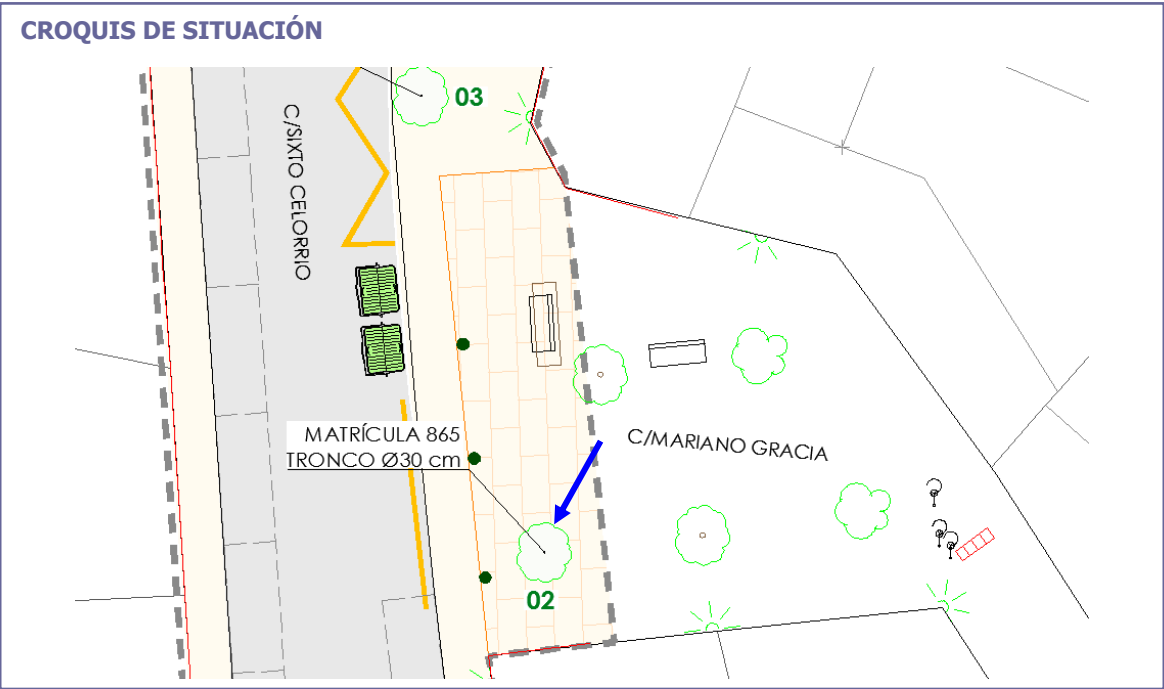 CROQUIS DE SITUACIÓN
03
C/SIXTO CELORRIO
MATRÍCULA 865
TRONCO Ø30 cm
C/MARIANO GRACIA
02